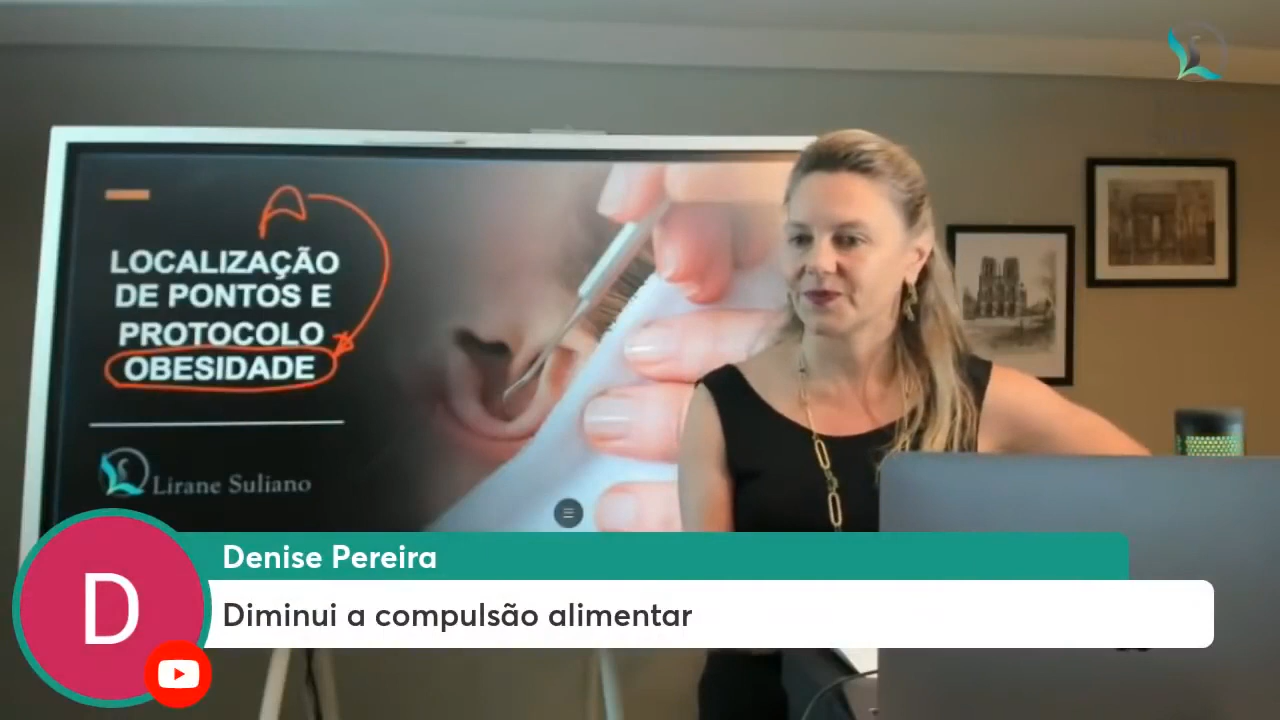 LOCALIZAÇÃO
DE PONTOS E
PROTOCOLO
OBESIDADE
Lirane Suliano
Denise Pereira
D
Diminui a compulsão alimentar